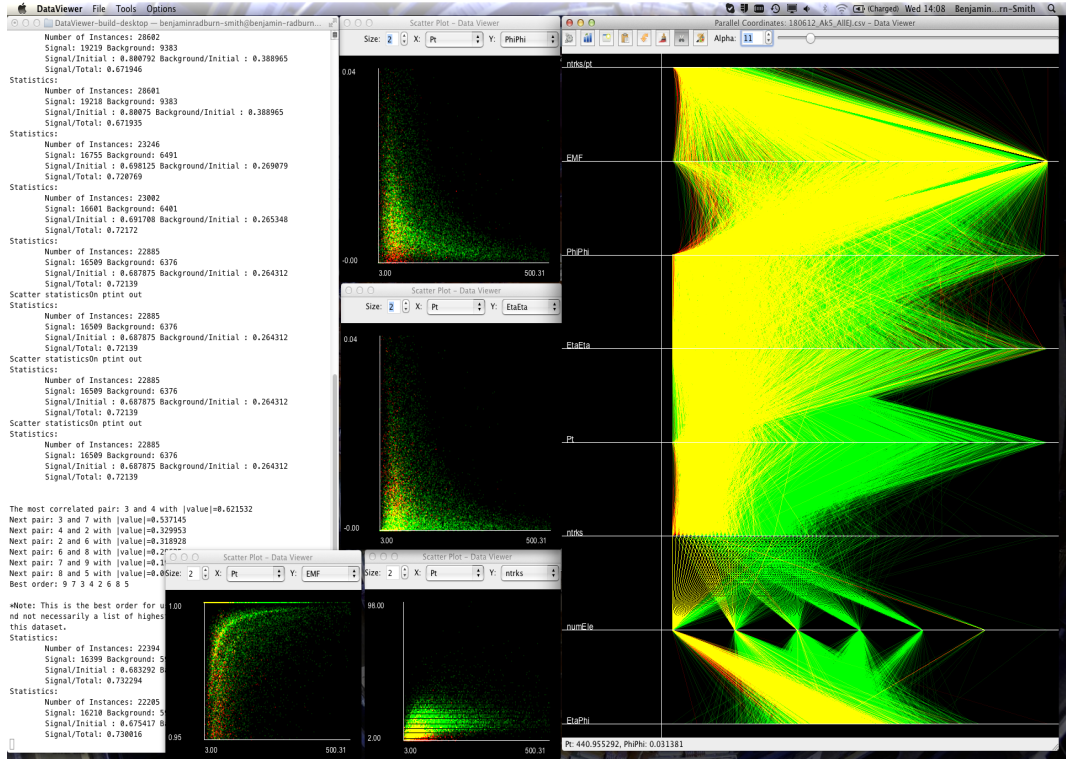 DataViewer File Tools Windows
(Charged) Wed 14:08 Benjamin...rn-Smith
DataViewer-build-desktop — benjaminradburn-smith@benjamin-radburn...
Number of Instances: 28602
Signal: 19219 Background: 9383
Signal/Initial : 0.800792 Background/Initial : 0.388965
Signal/Total: 0.671946
Statistics:
Number of Instances: 28601
Signal: 19218 Background: 9383
Signal/Initial : 0.80075 Background/Initial : 0.388965
Signal/Total: 0.671935
Statistics:
Number of Instances: 23246
Signal: 16755 Background: 6491
Signal/Initial : 0.698125 Background/Initial : 0.269079
Signal/Total: 0.720769
Statistics:
Number of Instances: 23002
Signal: 16601 Background: 6401
Signal/Initial : 0.691708 Background/Initial : 0.265348
Signal/Total: 0.72172
Statistics:
Number of Instances: 22885
Signal: 16509 Background: 6376
Signal/Initial : 0.687875 Background/Initial : 0.264312
Signal/Total: 0.72139
Scatter statisticsOn ptint out
Statistics:
Number of Instances: 22885
Signal: 16509 Background: 6376
Signal/Initial : 0.687875 Background/Initial : 0.264312
Signal/Total: 0.72139
Scatter statisticsOn ptint out
Statistics:
Number of Instances: 22885
Signal: 16509 Background: 6376
Signal/Initial : 0.687875 Background/Initial : 0.264312
Signal/Total: 0.72139
Scatter statisticsOn ptint out
Statistics:
Number of Instances: 22885
Signal: 16509 Background: 6376
Signal/Initial : 0.687875 Background/Initial : 0.264312
Signal/Total: 0.72139
The most correlated pair: 3 and 4 with |value|=0.621532
Next pair: 3 and 7 with |value|=0.537145
Next pair: 4 and 2 with |value|=0.329953
Next pair: 2 and 6 with |value|=0.318928
Next pair: 6 and 8 with
Next pair: 7 and 9 with
Next pair: 8 and 5 with
Best order: 9 7 3 4 2 6 8 5
*Note: This is the best order for
nd not necessarily a list of
this dataset.
Statistics:
Number of Instances: 22394
Signal: 16399 Background:
Signal/Initial : 0.683292
Signal/Total: 0.732294
Statistics:
Number of Instances: 22205
Signal: 16210 Background:
Signal/Initial : 0.675417
Signal/Total: 0.730016
Scatter Plot – Data Viewer
Size: 2 X: Pt Y: PhiPhi
0.04
-0.00
3.00 500.31
Scatter Plot – Data Viewer
Size: 2 X: Pt Y: EtaEta
0.04
-0.00
3.00 500.31
Scatter Plot – Data Viewer
Size: 2 X: Pt Y: EMF
1.00
0.95
3.00 500.31
Scatter Plot – Data Viewer
Size: 2 X: Pt Y: ntrks
98.00
2.00
3.00 500.31
Parallel Coordinates: 180612_Ak5_AllEJ.csv – Data Viewer
Alpha: 11
ntrks/pt
EMF
PhiPhi
EtaEta
Pt
ntrks
numEle
EtaPhi
Pt: 440.955292, PhiPhi: 0.031381